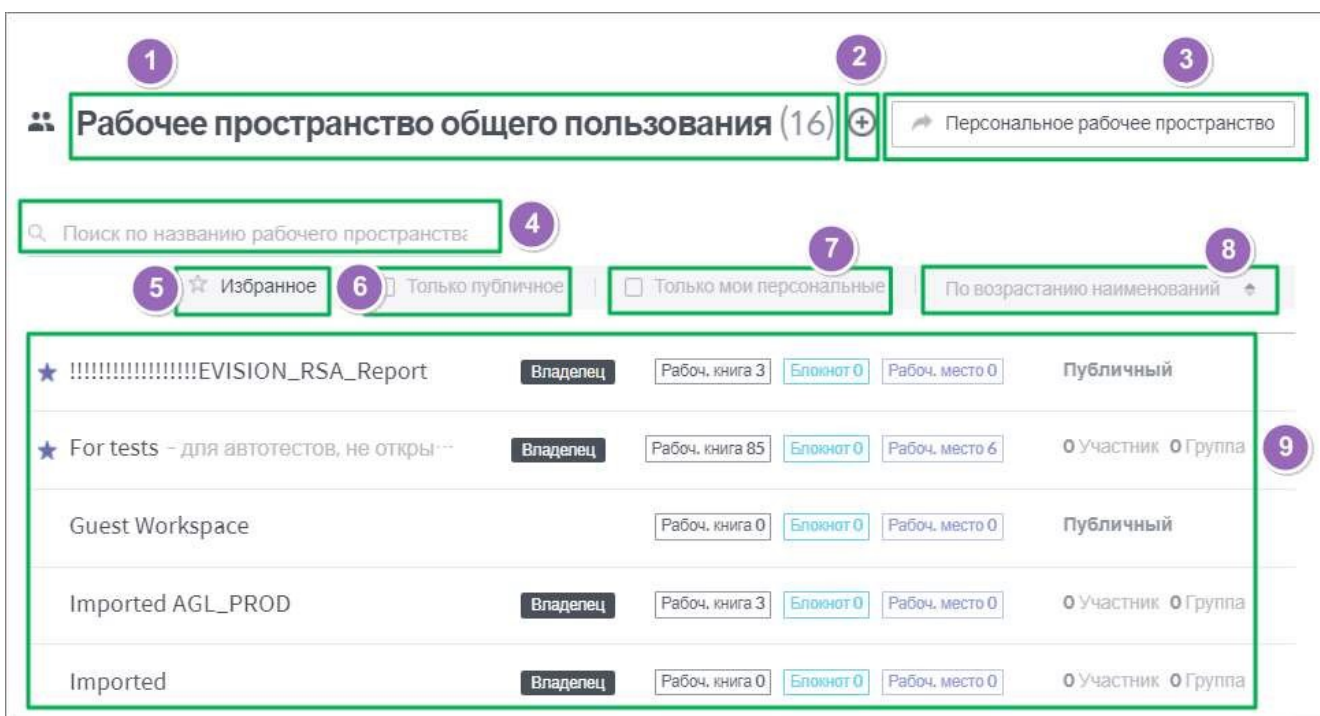 1 2 3
Рабочее пространство общего пользования (16) Персональное рабочее пространство
Поиск по названию рабочего пространства 4
7 8
5 Избранное 6 Только публичное Только мои персональные По возрастанию наименований
!!!!!!!!!!!!!!!!!!EVISION_RSA_Report Владелец Рабоч. книга 3 Блокнот 0 Рабоч. место 0 Публичный
For tests – для автотестов, не откры··· Владелец Рабоч. книга 85 Блокнот 0 Рабоч. место 6 0 Участник 0 Группа 9
Guest Workspace Рабоч. книга 0 Блокнот 0 Рабоч. место 0 Публичный
Imported AGL_PROD Владелец Рабоч. книга 3 Блокнот 0 Рабоч. место 0 0 Участник 0 Группа
Imported Владелец Рабоч. книга 0 Блокнот 0 Рабоч. место 0 0 Участник 0 Группа